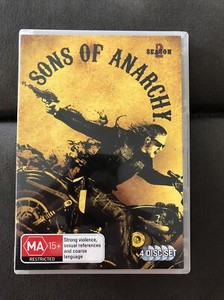 SEASON 2
SONS OF ANARCHY
MA 15+
RESTRICTED
Strong violence,
sexual references
and coarse
language
4 DISC SET